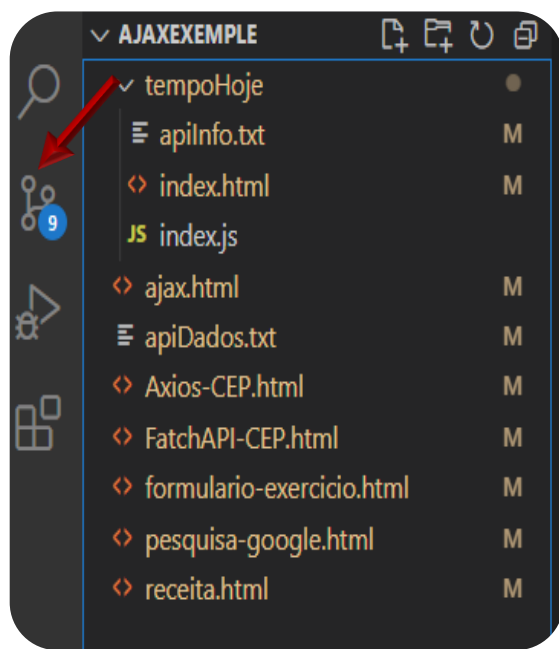 AJAXEXEMPLE
tempoHoje
apiInfo.txt M
index.html M
9
JS index.js
ajax.html M
apiDados.txt M
Axios-CEP.html M
FatchAPI-CEP.html M
formulario-exercicio.html M
pesquisa-google.html M
receita.html M